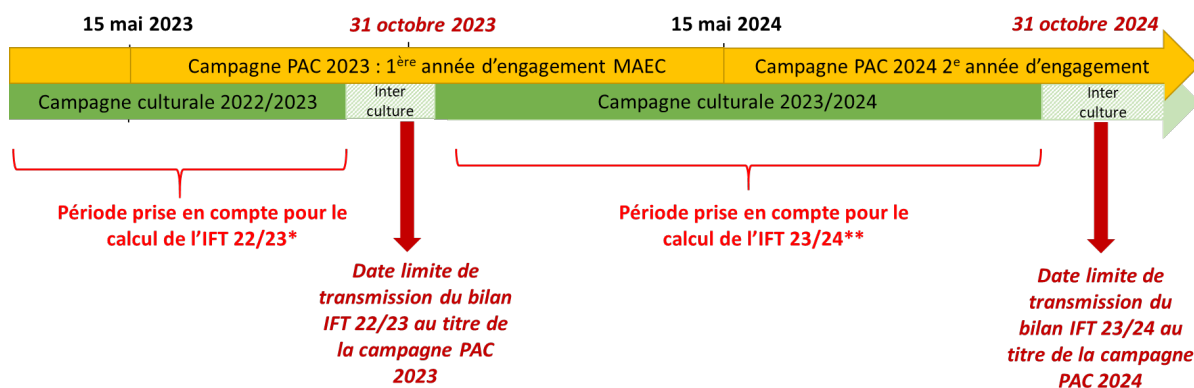 15 mai 2023
31 octobre 2023
15 mai 2024
31 octobre 2024
Campagne PAC 2023 : 1ère année d’engagement MAEC
Campagne PAC 2024 2e année d’engagement
Campagne culturale 2022/2023
Inter
culture
Campagne culturale 2023/2024
Inter
culture
Période prise en compte pour le
calcul de l’IFT 22/23*
Période prise en compte pour le
calcul de l’IFT 23/24**
Date limite de
transmission du bilan
IFT 22/23 au titre de
la campagne PAC
2023
Date limite de
transmission du
bilan IFT 23/24 au
titre de la campagne
PAC 2024